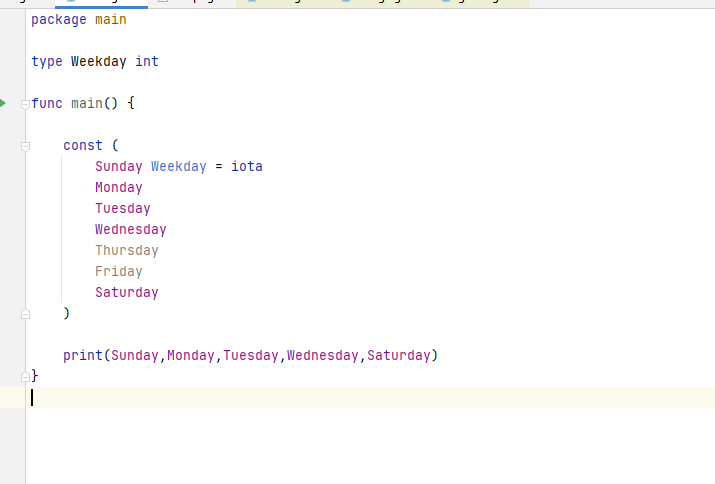 package main
type Weekday int
func main() {
const (
Sunday Weekday = iota
Monday
Tuesday
Wednesday
Thursday
Friday
Saturday
)
print(Sunday,Monday,Tuesday,Wednesday,Saturday)
}